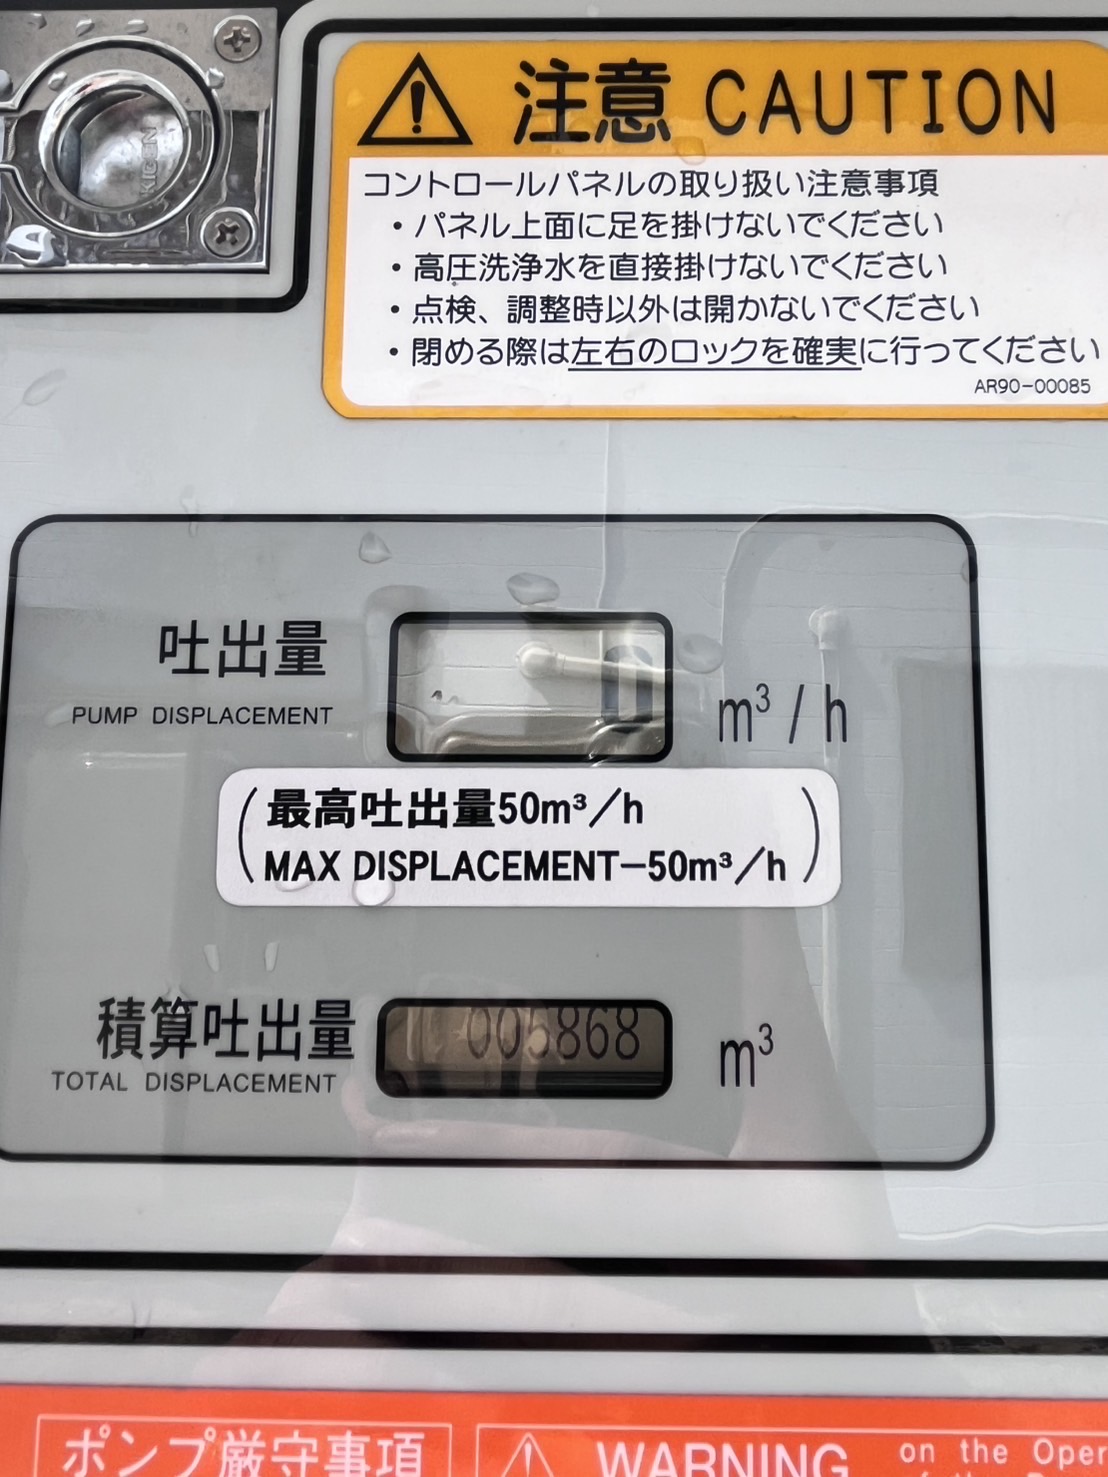 KIGEN
注意 CAUTION
コントロールパネルの取り扱い注意事項
・パネル上面に足を掛けないでください
・高圧洗浄水を直接掛けないでください
・点検、調整時以外は開かないでください
・閉める際は左右のロックを確実に行ってください
AR90-00085
吐出量
PUMP DISPLACEMENT
0
m³/h
(最高吐出量50m³/h
MAX DISPLACEMENT-50m³/h)
積算吐出量
TOTAL DISPLACEMENT
005868
m³
ポンプ厳守事項
WARNING on the Oper